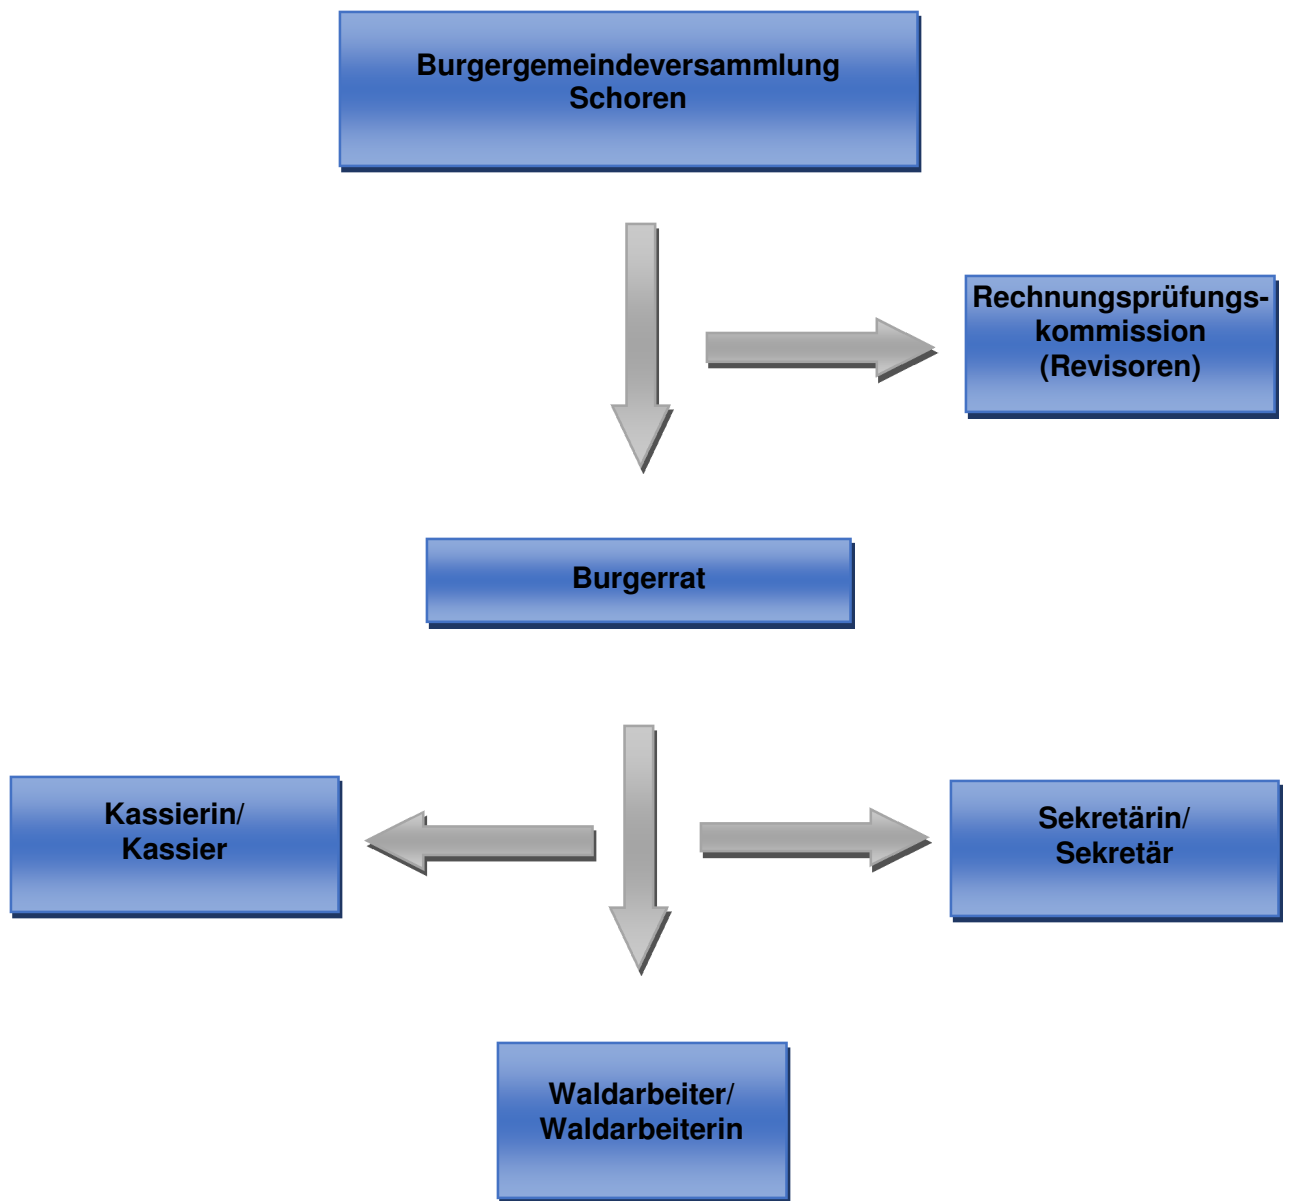 Burgergemeindeversammlung
Schoren
Rechnungsprüfungs-
kommission
(Revisoren)
Burgerrat
Kassierin/
Kassier
Sekretärin/
Sekretär
Waldarbeiter/
Waldarbeiterin